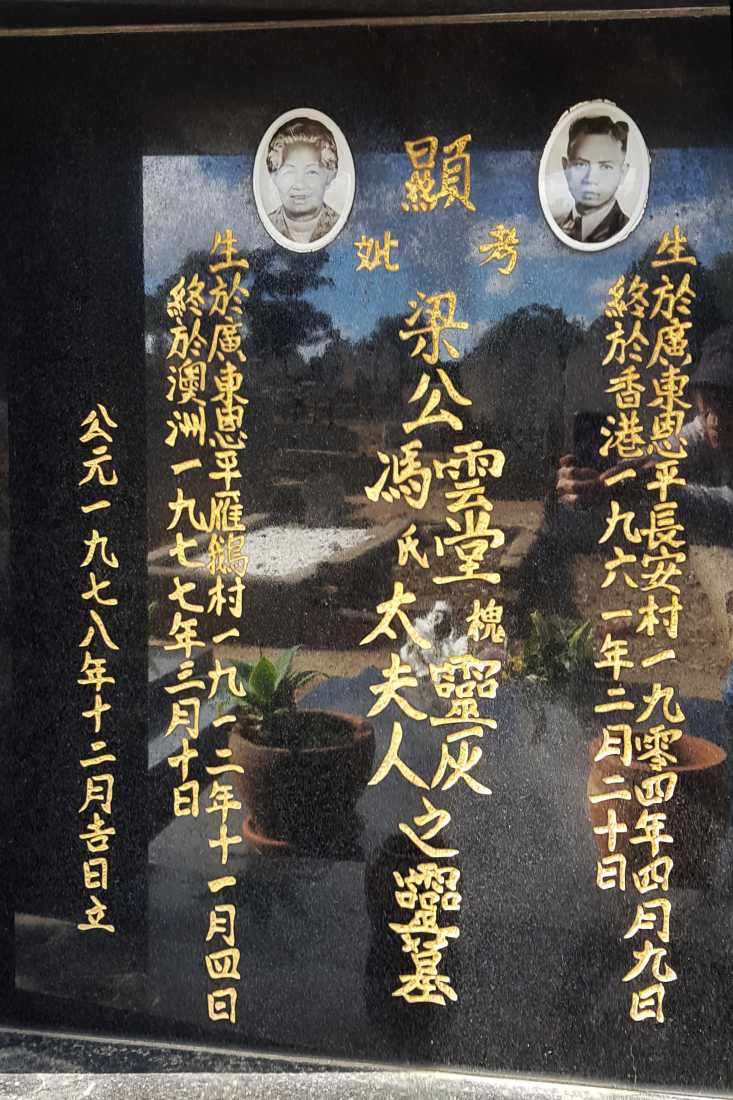 生於廣東恩平長安村一九零四年四月九日
終於香港一九六一年二月二十日
顯
考
妣
梁公
雲堂槐靈灰
馮氏太夫人
之靈墓
生於廣東恩平雁鵝村一九一二年十一月四日
終於澳洲一九七七年三月十日
公元一九七八年十二月吉日立